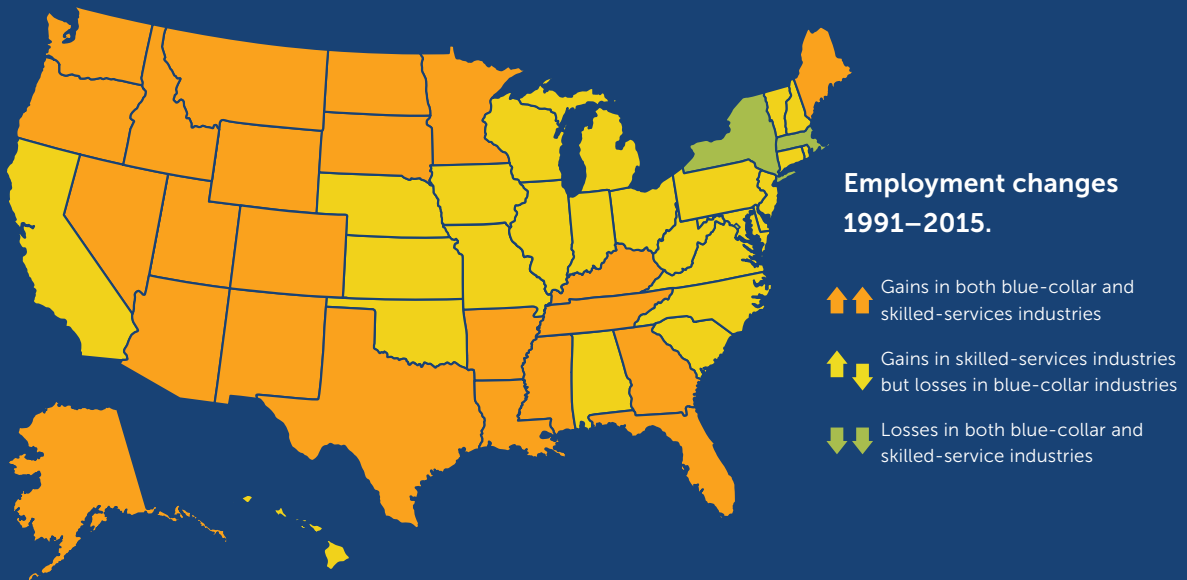 Employment changes
1991–2015.
Gains in both blue-collar and
skilled-services industries
Gains in skilled-services industries
but losses in blue-collar industries
Losses in both blue-collar and
skilled-service industries